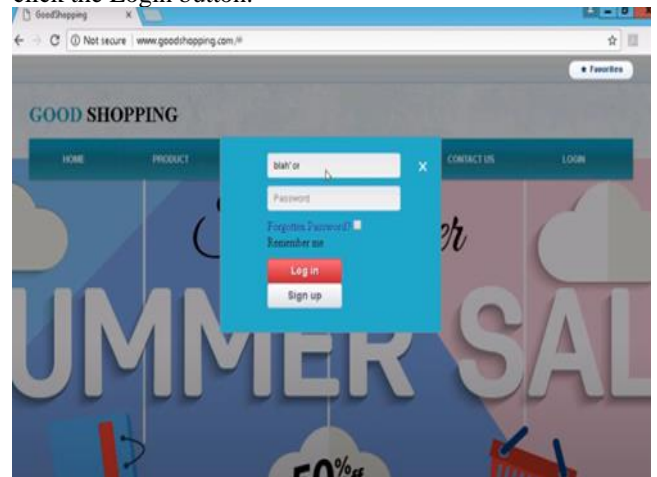 click the Login button.
GoodShopping
Not secure www.goodshopping.com/#
Favorites
GOOD SHOPPING
HOME PRODUCT CONTACT US LOGIN
blah' or
Password
Forgotten Password?
Remember me
Log in
Sign up
UMMER SAL
50%